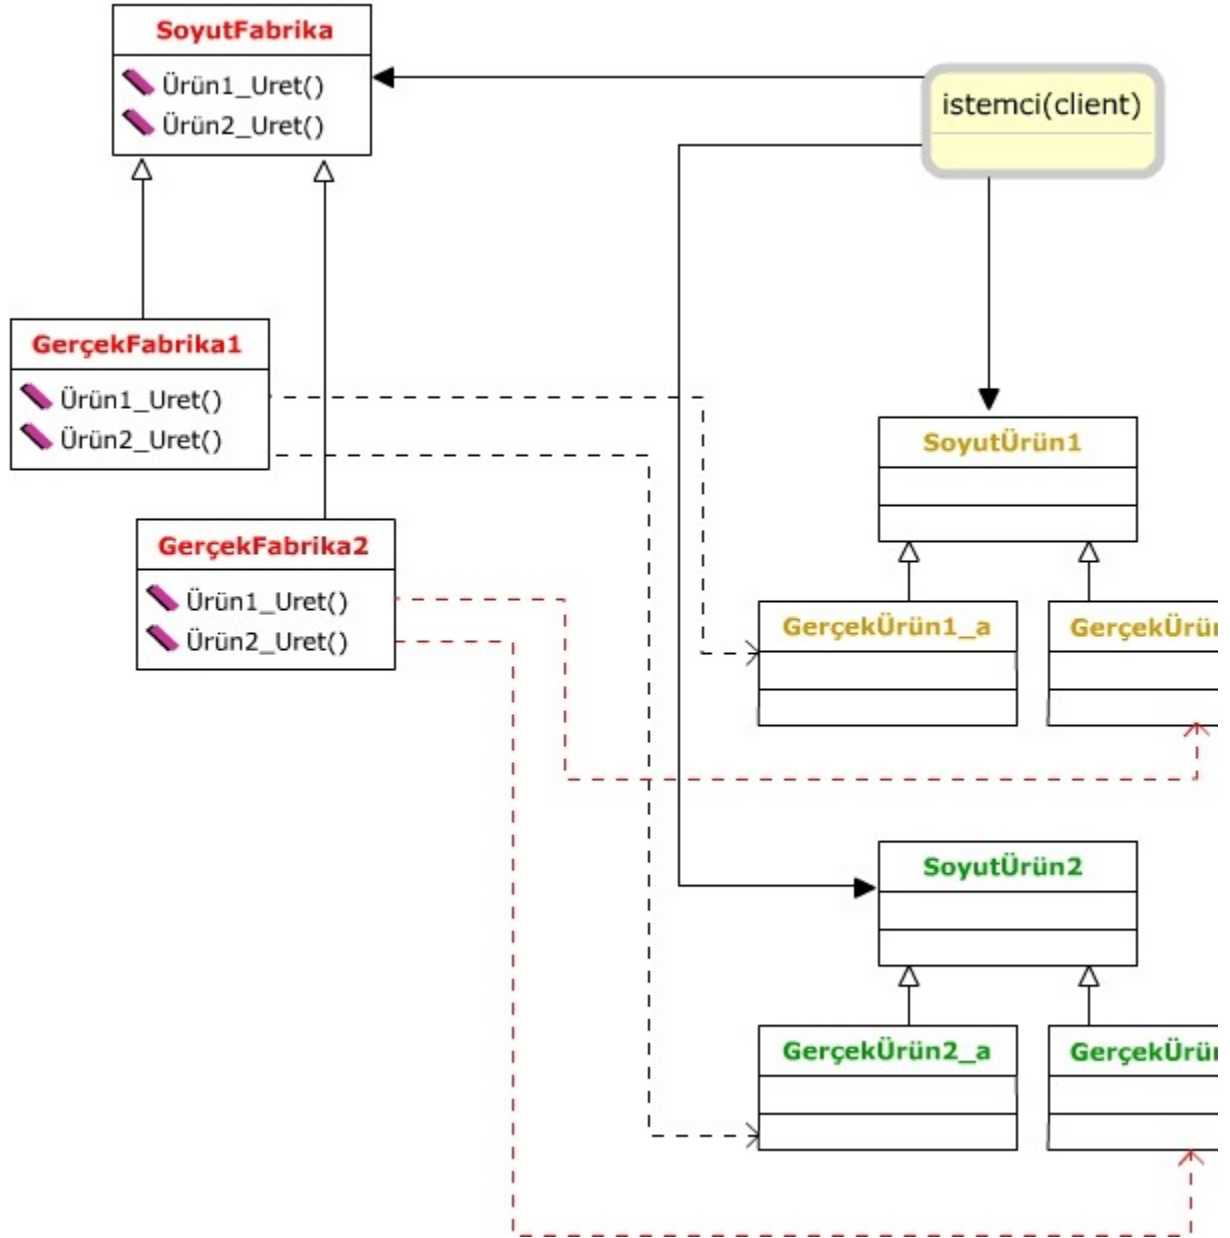 SoyutFabrika
Ürün1_Uret()
Ürün2_Uret()
istemci(client)
GerçekFabrika1
Ürün1_Uret()
Ürün2_Uret()
SoyutÜrün1
GerçekFabrika2
Ürün1_Uret()
Ürün2_Uret()
GerçekÜrün1_a
SoyutÜrün2
GerçekÜrün2_a